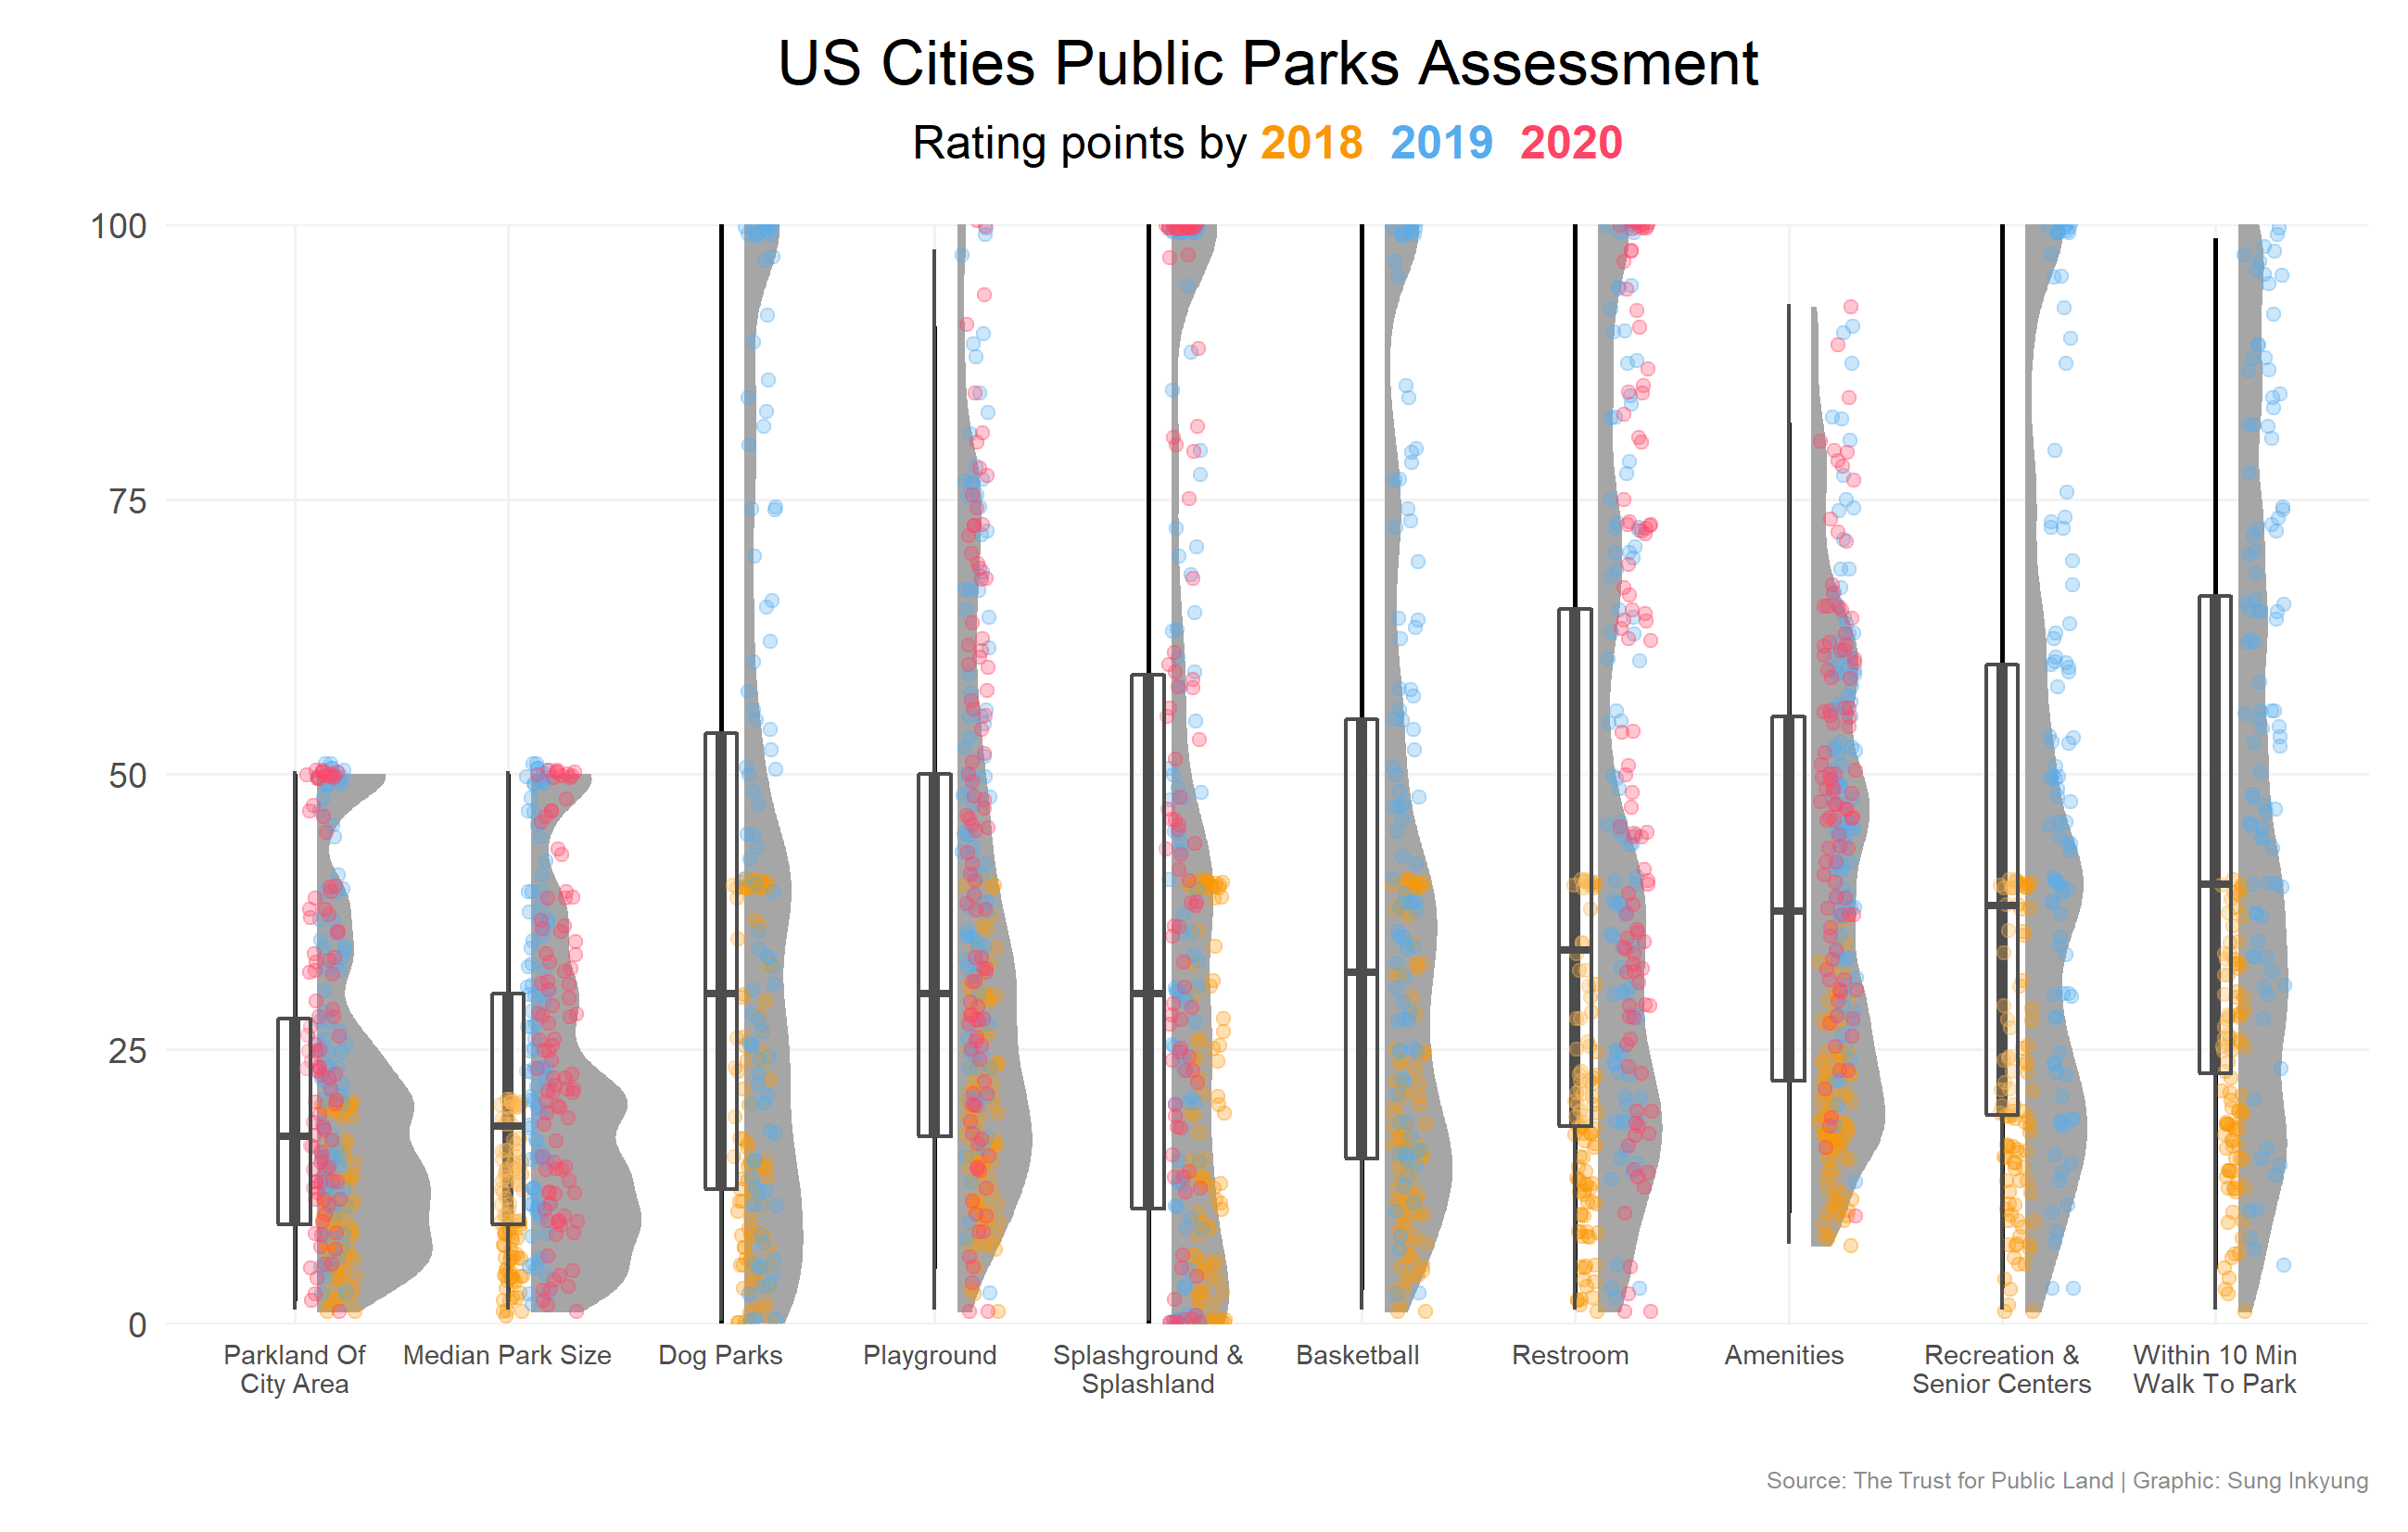 US Cities Public Parks Assessment
Rating points by 2018 2019 2020
100
75
50
25
0
Parkland Of
City Area
Median Park Size
Dog Parks
Playground
Splashground &
Splashland
Basketball
Restroom
Amenities
Recreation &
Senior Centers
Within 10 Min
Walk To Park
Source: The Trust for Public Land | Graphic: Sung Inkyung